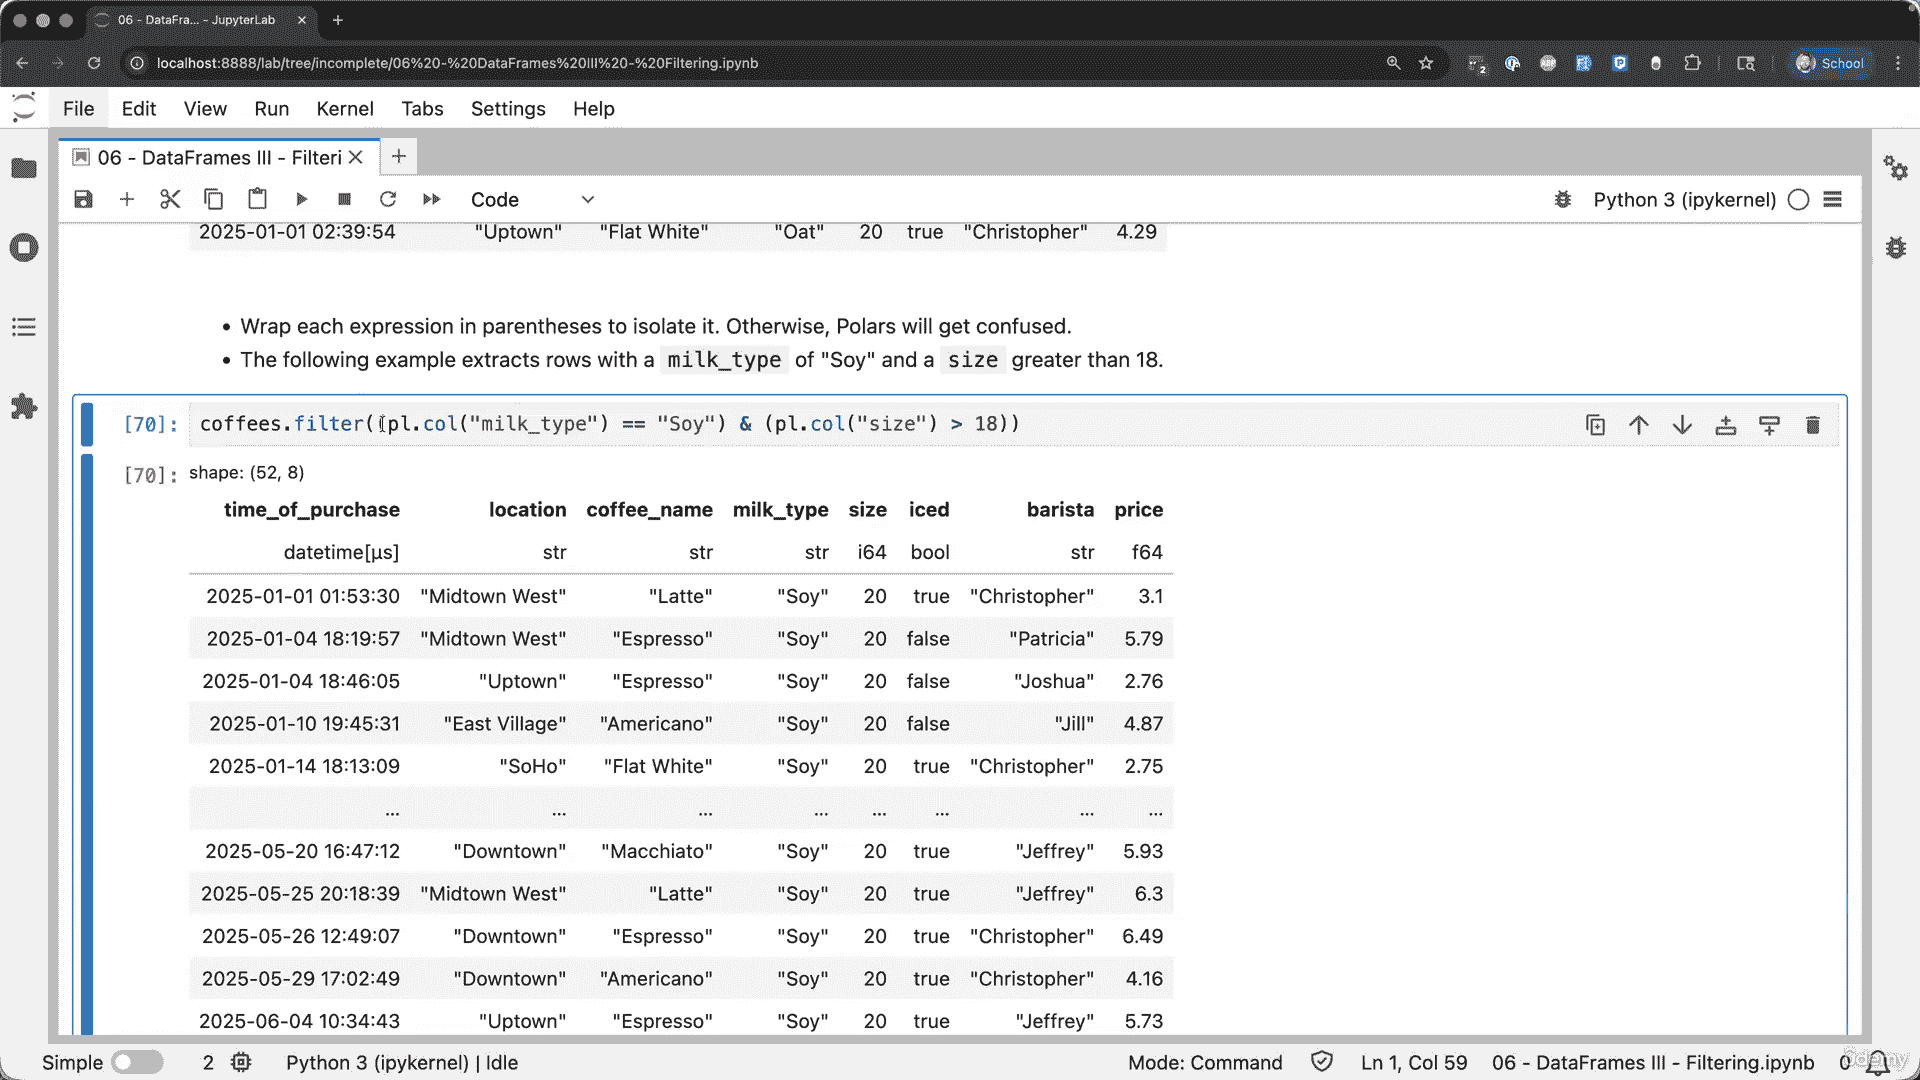 06 - DataFra... - JupyterLab
localhost:8888/lab/tree/incomplete/06%20-%20DataFrames%20III%20-%20Filtering.ipynb
2
ABP
School
File Edit View Run Kernel Tabs Settings Help
06 - DataFrames III - Filteri
Code
Python 3 (ipykernel)
2025-01-01 02:39:54 "Uptown" "Flat White" "Oat" 20 true "Christopher" 4.29
• Wrap each expression in parentheses to isolate it. Otherwise, Polars will get confused.
• The following example extracts rows with a milk_type of "Soy" and a size greater than 18.
[70]: coffees.filter((pl.col("milk_type") == "Soy") & (pl.col("size") > 18))
[70]: shape: (52, 8)
time_of_purchase location coffee_name milk_type size iced barista price
datetime[μs] str str str i64 bool str f64
2025-01-01 01:53:30 "Midtown West" "Latte" "Soy" 20 true "Christopher" 3.1
2025-01-04 18:19:57 "Midtown West" "Espresso" "Soy" 20 false "Patricia" 5.79
2025-01-04 18:46:05 "Uptown" "Espresso" "Soy" 20 false "Joshua" 2.76
2025-01-10 19:45:31 "East Village" "Americano" "Soy" 20 false "Jill" 4.87
2025-01-14 18:13:09 "SoHo" "Flat White" "Soy" 20 true "Christopher" 2.75
... ... ... ... ... ... ... ...
2025-05-20 16:47:12 "Downtown" "Macchiato" "Soy" 20 true "Jeffrey" 5.93
2025-05-25 20:18:39 "Midtown West" "Latte" "Soy" 20 true "Jeffrey" 6.3
2025-05-26 12:49:07 "Downtown" "Espresso" "Soy" 20 true "Christopher" 6.49
2025-05-29 17:02:49 "Downtown" "Americano" "Soy" 20 true "Christopher" 4.16
2025-06-04 10:34:43 "Uptown" "Espresso" "Soy" 20 true "Jeffrey" 5.73
Simple 2 Python 3 (ipykernel) | Idle Mode: Command Ln 1, Col 59 06 - DataFrames III - Filtering.ipynb 0
udemy